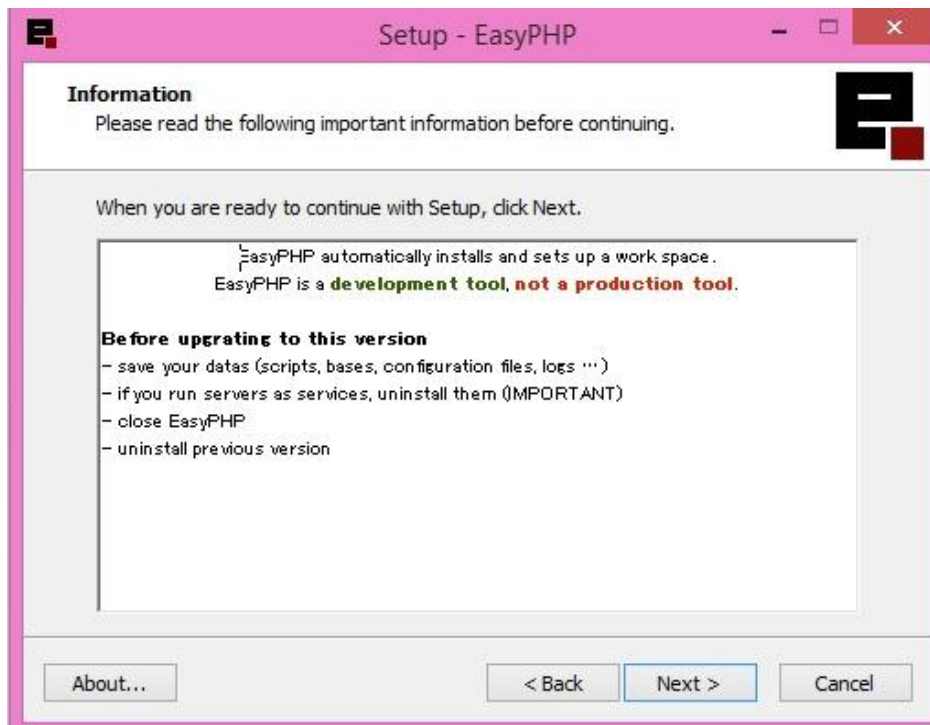 Setup - EasyPHP
Information
Please read the following important information before continuing.
When you are ready to continue with Setup, click Next.
EasyPHP automatically installs and sets up a work space.
EasyPHP is a development tool, not a production tool.
Before upgrating to this version
- save your datas (scripts, bases, configuration files, logs …)
- if you run servers as services, uninstall them (IMPORTANT)
- close EasyPHP
- uninstall previous version
About... < Back Next > Cancel